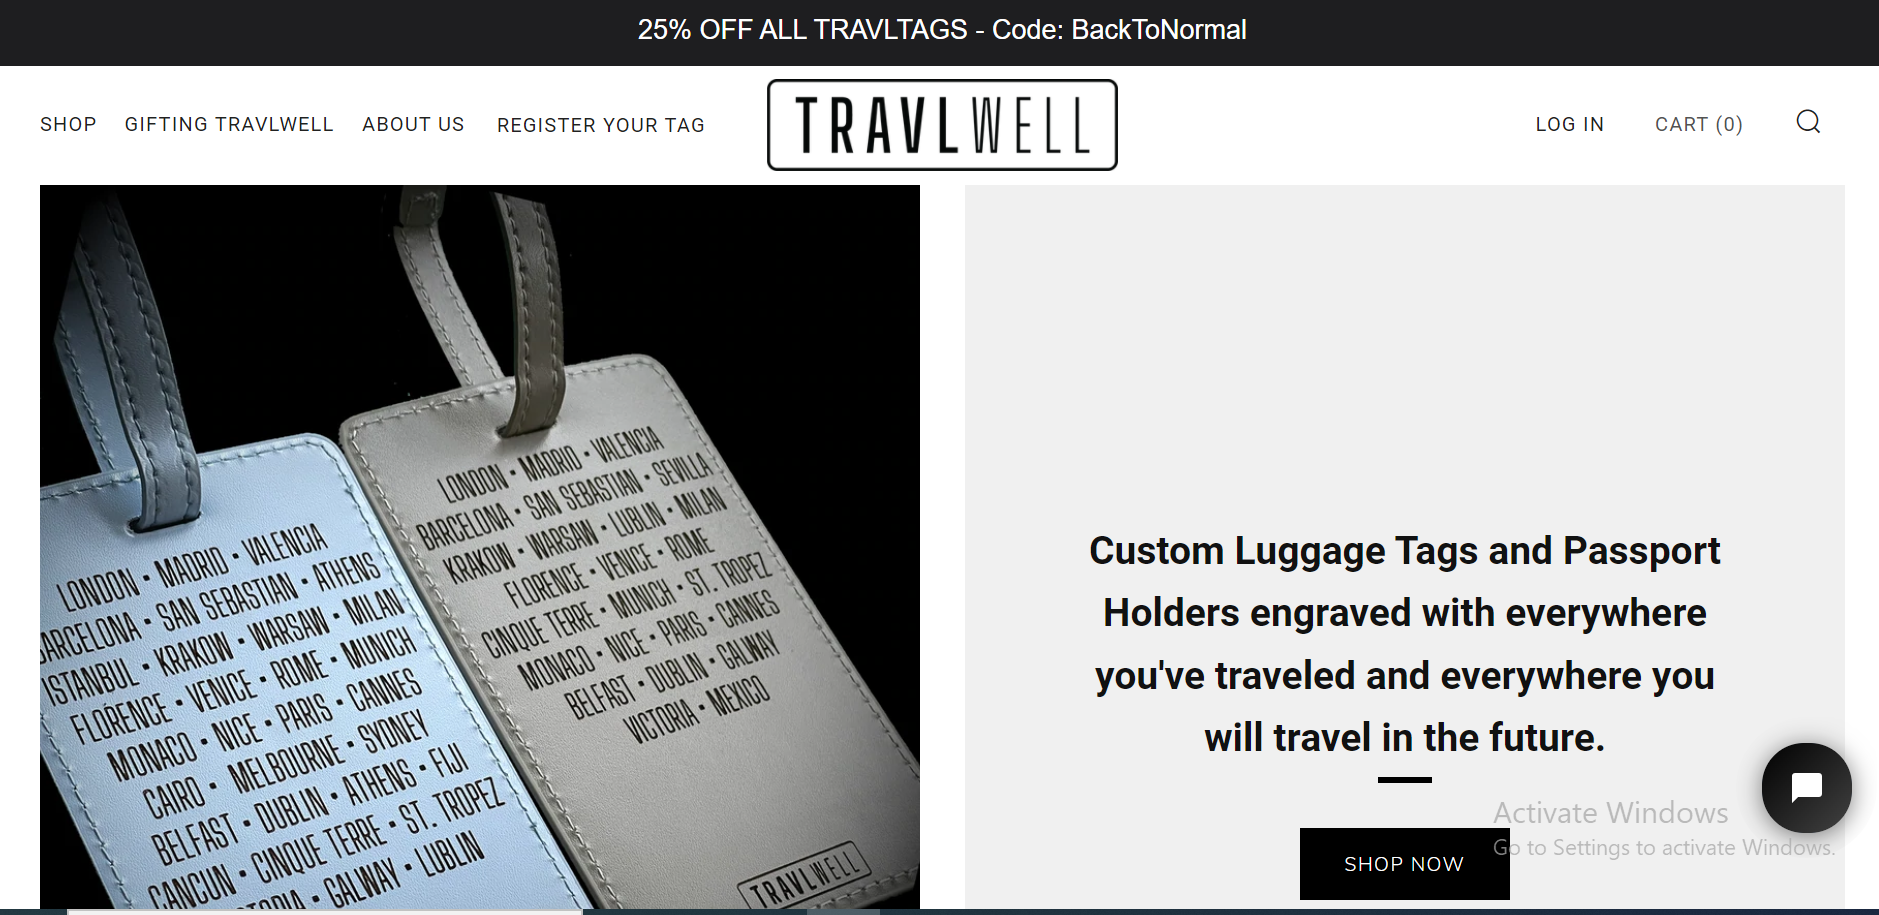 25% OFF ALL TRAVLTAGS - Code: BackToNormal
SHOP GIFTING TRAVLWELL ABOUT US REGISTER YOUR TAG
TRAVLWELL
LOG IN CART (0)
LONDON • MADRID • VALENCIA
SAN SEBASTIAN • ATHENS
ISTANBUL • KRAKOW • WARSAW • MILAN
FLORENCE • VENICE • ROME • MUNICH
MONACO • NICE • PARIS • CANNES
CAIRO • MELBOURNE • SYDNEY
BELFAST • DUBLIN • ATHENS • FIJI
CANCUN • CINQUE TERRE • ST. TROPEZ
GALWAY • LUBLIN
LONDON • MADRID • VALENCIA
BARCELONA • SAN SEBASTIAN • SEVILLA
KRAKOW • WARSAW • LUBLIN • MILAN
FLORENCE • VENICE • ROME
CINQUE TERRE • MUNICH • ST. TROPEZ
MONACO • NICE • PARIS • CANNES
BELFAST • DUBLIN • GALWAY
VICTORIA • MEXICO
TRAVLWELL
Custom Luggage Tags and Passport
Holders engraved with everywhere
you've traveled and everywhere you
will travel in the future.
SHOP NOW
Activate Windows
Go to Settings to activate Windows.